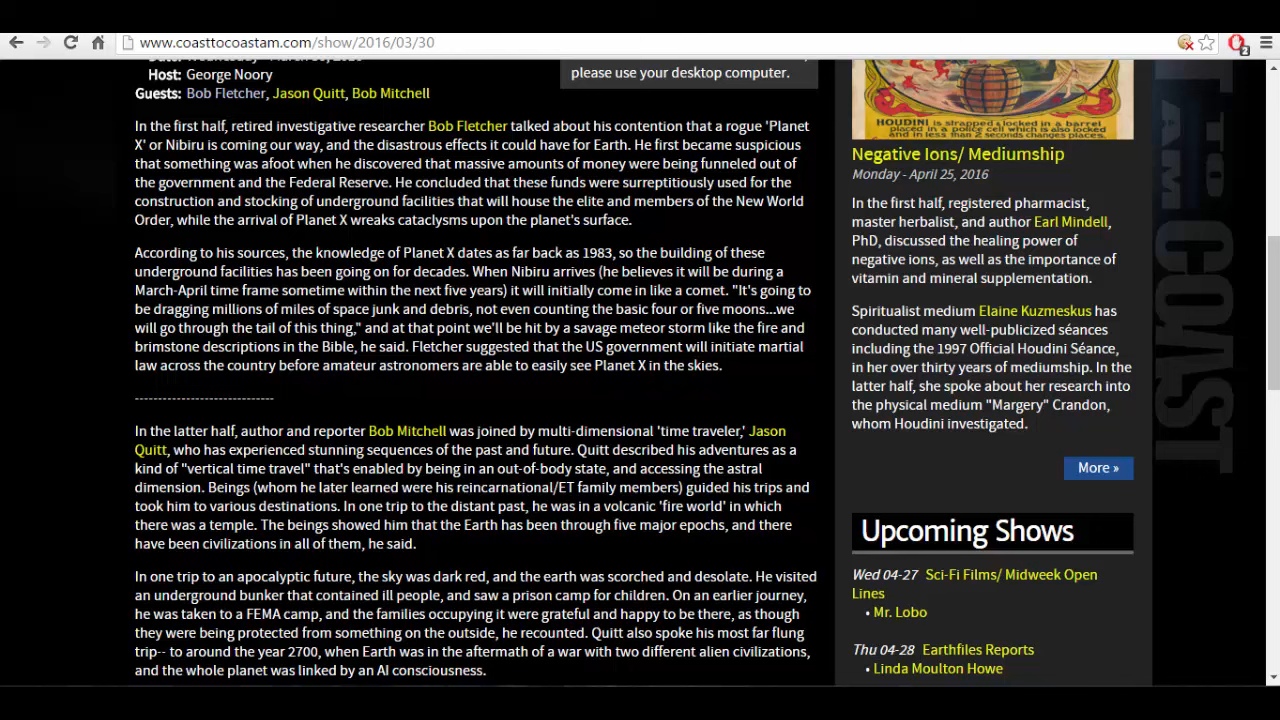 www.coasttocoastam.com/show/2016/03/30
Host: George Noory
Guests: Bob Fletcher, Jason Quitt, Bob Mitchell
please use your desktop computer.
In the first half, retired investigative researcher Bob Fletcher talked about his contention that a rogue 'Planet
X' or Nibiru is coming our way, and the disastrous effects it could have for Earth. He first became suspicious
that something was afoot when he discovered that massive amounts of money were being funneled out of
the government and the Federal Reserve. He concluded that these funds were surreptitiously used for the
construction and stocking of underground facilities that will house the elite and members of the New World
Order, while the arrival of Planet X wreaks cataclysms upon the planet's surface.
According to his sources, the knowledge of Planet X dates as far back as 1983, so the building of these
underground facilities has been going on for decades. When Nibiru arrives (he believes it will be during a
March-April time frame sometime within the next five years) it will initially come in like a comet. "It's going to
be dragging millions of miles of space junk and debris, not even counting the basic four or five moons...we
will go through the tail of this thing," and at that point we'll be hit by a savage meteor storm like the fire and
brimstone descriptions in the Bible, he said. Fletcher suggested that the US government will initiate martial
law across the country before amateur astronomers are able to easily see Planet X in the skies.
------------------------------
In the latter half, author and reporter Bob Mitchell was joined by multi-dimensional 'time traveler,' Jason
Quitt, who has experienced stunning sequences of the past and future. Quitt described his adventures as a
kind of "vertical time travel" that's enabled by being in an out-of-body state, and accessing the astral
dimension. Beings (whom he later learned were his reincarnational/ET family members) guided his trips and
took him to various destinations. In one trip to the distant past, he was in a volcanic 'fire world' in which
there was a temple. The beings showed him that the Earth has been through five major epochs, and there
have been civilizations in all of them, he said.
In one trip to an apocalyptic future, the sky was dark red, and the earth was scorched and desolate. He visited
an underground bunker that contained ill people, and saw a prison camp for children. On an earlier journey,
he was taken to a FEMA camp, and the families occupying it were grateful and happy to be there, as though
they were being protected from something on the outside, he recounted. Quitt also spoke his most far flung
trip-- to around the year 2700, when Earth was in the aftermath of a war with two different alien civilizations,
and the whole planet was linked by an AI consciousness.
HOUDINI IS STRAPPED & LOCKED IN A BARREL
PLACED IN A POLICE CELL WHICH IS ALSO LOCKED
AND IN LESS THAN 2 SECONDS CHANGES PLACES.
Negative Ions/ Mediumship
Monday - April 25, 2016
In the first half, registered pharmacist,
master herbalist, and author Earl Mindell,
PhD, discussed the healing power of
negative ions, as well as the importance of
vitamin and mineral supplementation.
Spiritualist medium Elaine Kuzmeskus has
conducted many well-publicized séances
including the 1997 Official Houdini Séance,
in her over thirty years of mediumship. In the
latter half, she spoke about her research into
the physical medium "Margery" Crandon,
whom Houdini investigated.
More »
Upcoming Shows
Wed 04-27 Sci-Fi Films/ Midweek Open
Lines
• Mr. Lobo
Thu 04-28 Earthfiles Reports
• Linda Moulton Howe
TO COAST
AM
2